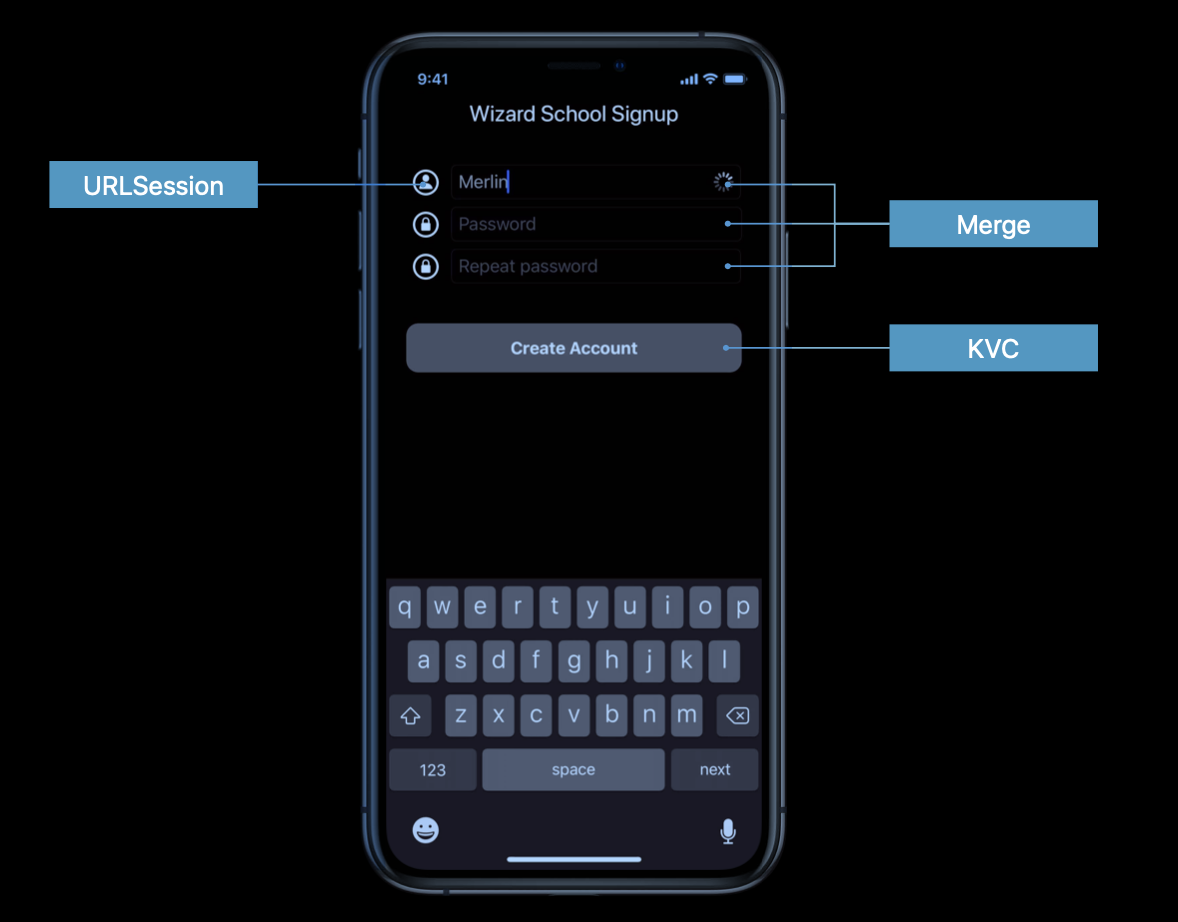 9:41
Wizard School Signup
URLSession
Merlin
Password
Merge
Repeat password
Create Account
KVC
q w e r t y u i o p
a s d f g h j k l
z x c v b n m
123 space next